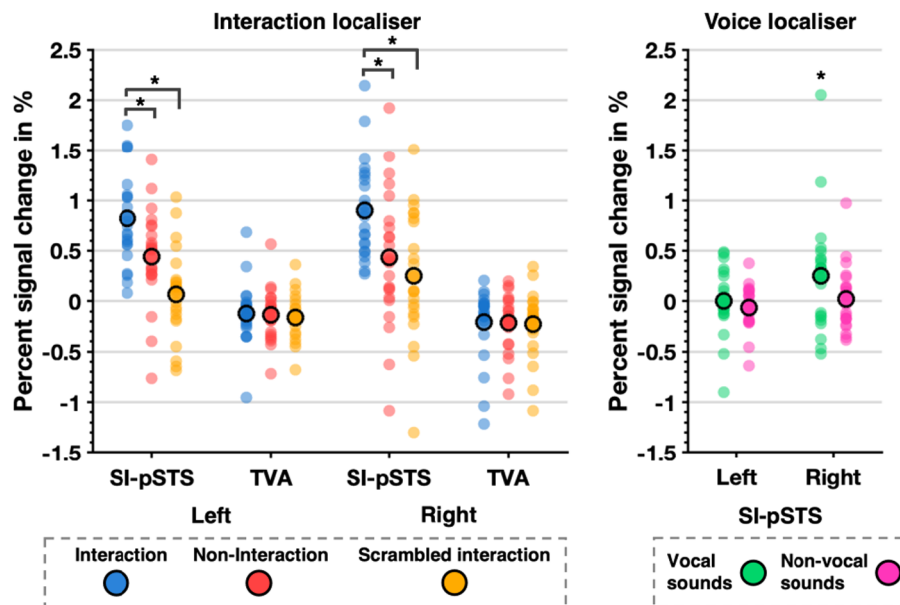 Interaction localiser
Percent signal change in %
2.5
2
1.5
1
0.5
0
-0.5
-1
-1.5
* *
* *
SI-pSTS TVA SI-pSTS TVA
Left Right
Interaction Non-Interaction Scrambled interaction
Voice localiser
Percent signal change in %
2.5
2
1.5
1
0.5
0
-0.5
-1
-1.5
*
Left Right
SI-pSTS
Vocal sounds
Non-vocal sounds